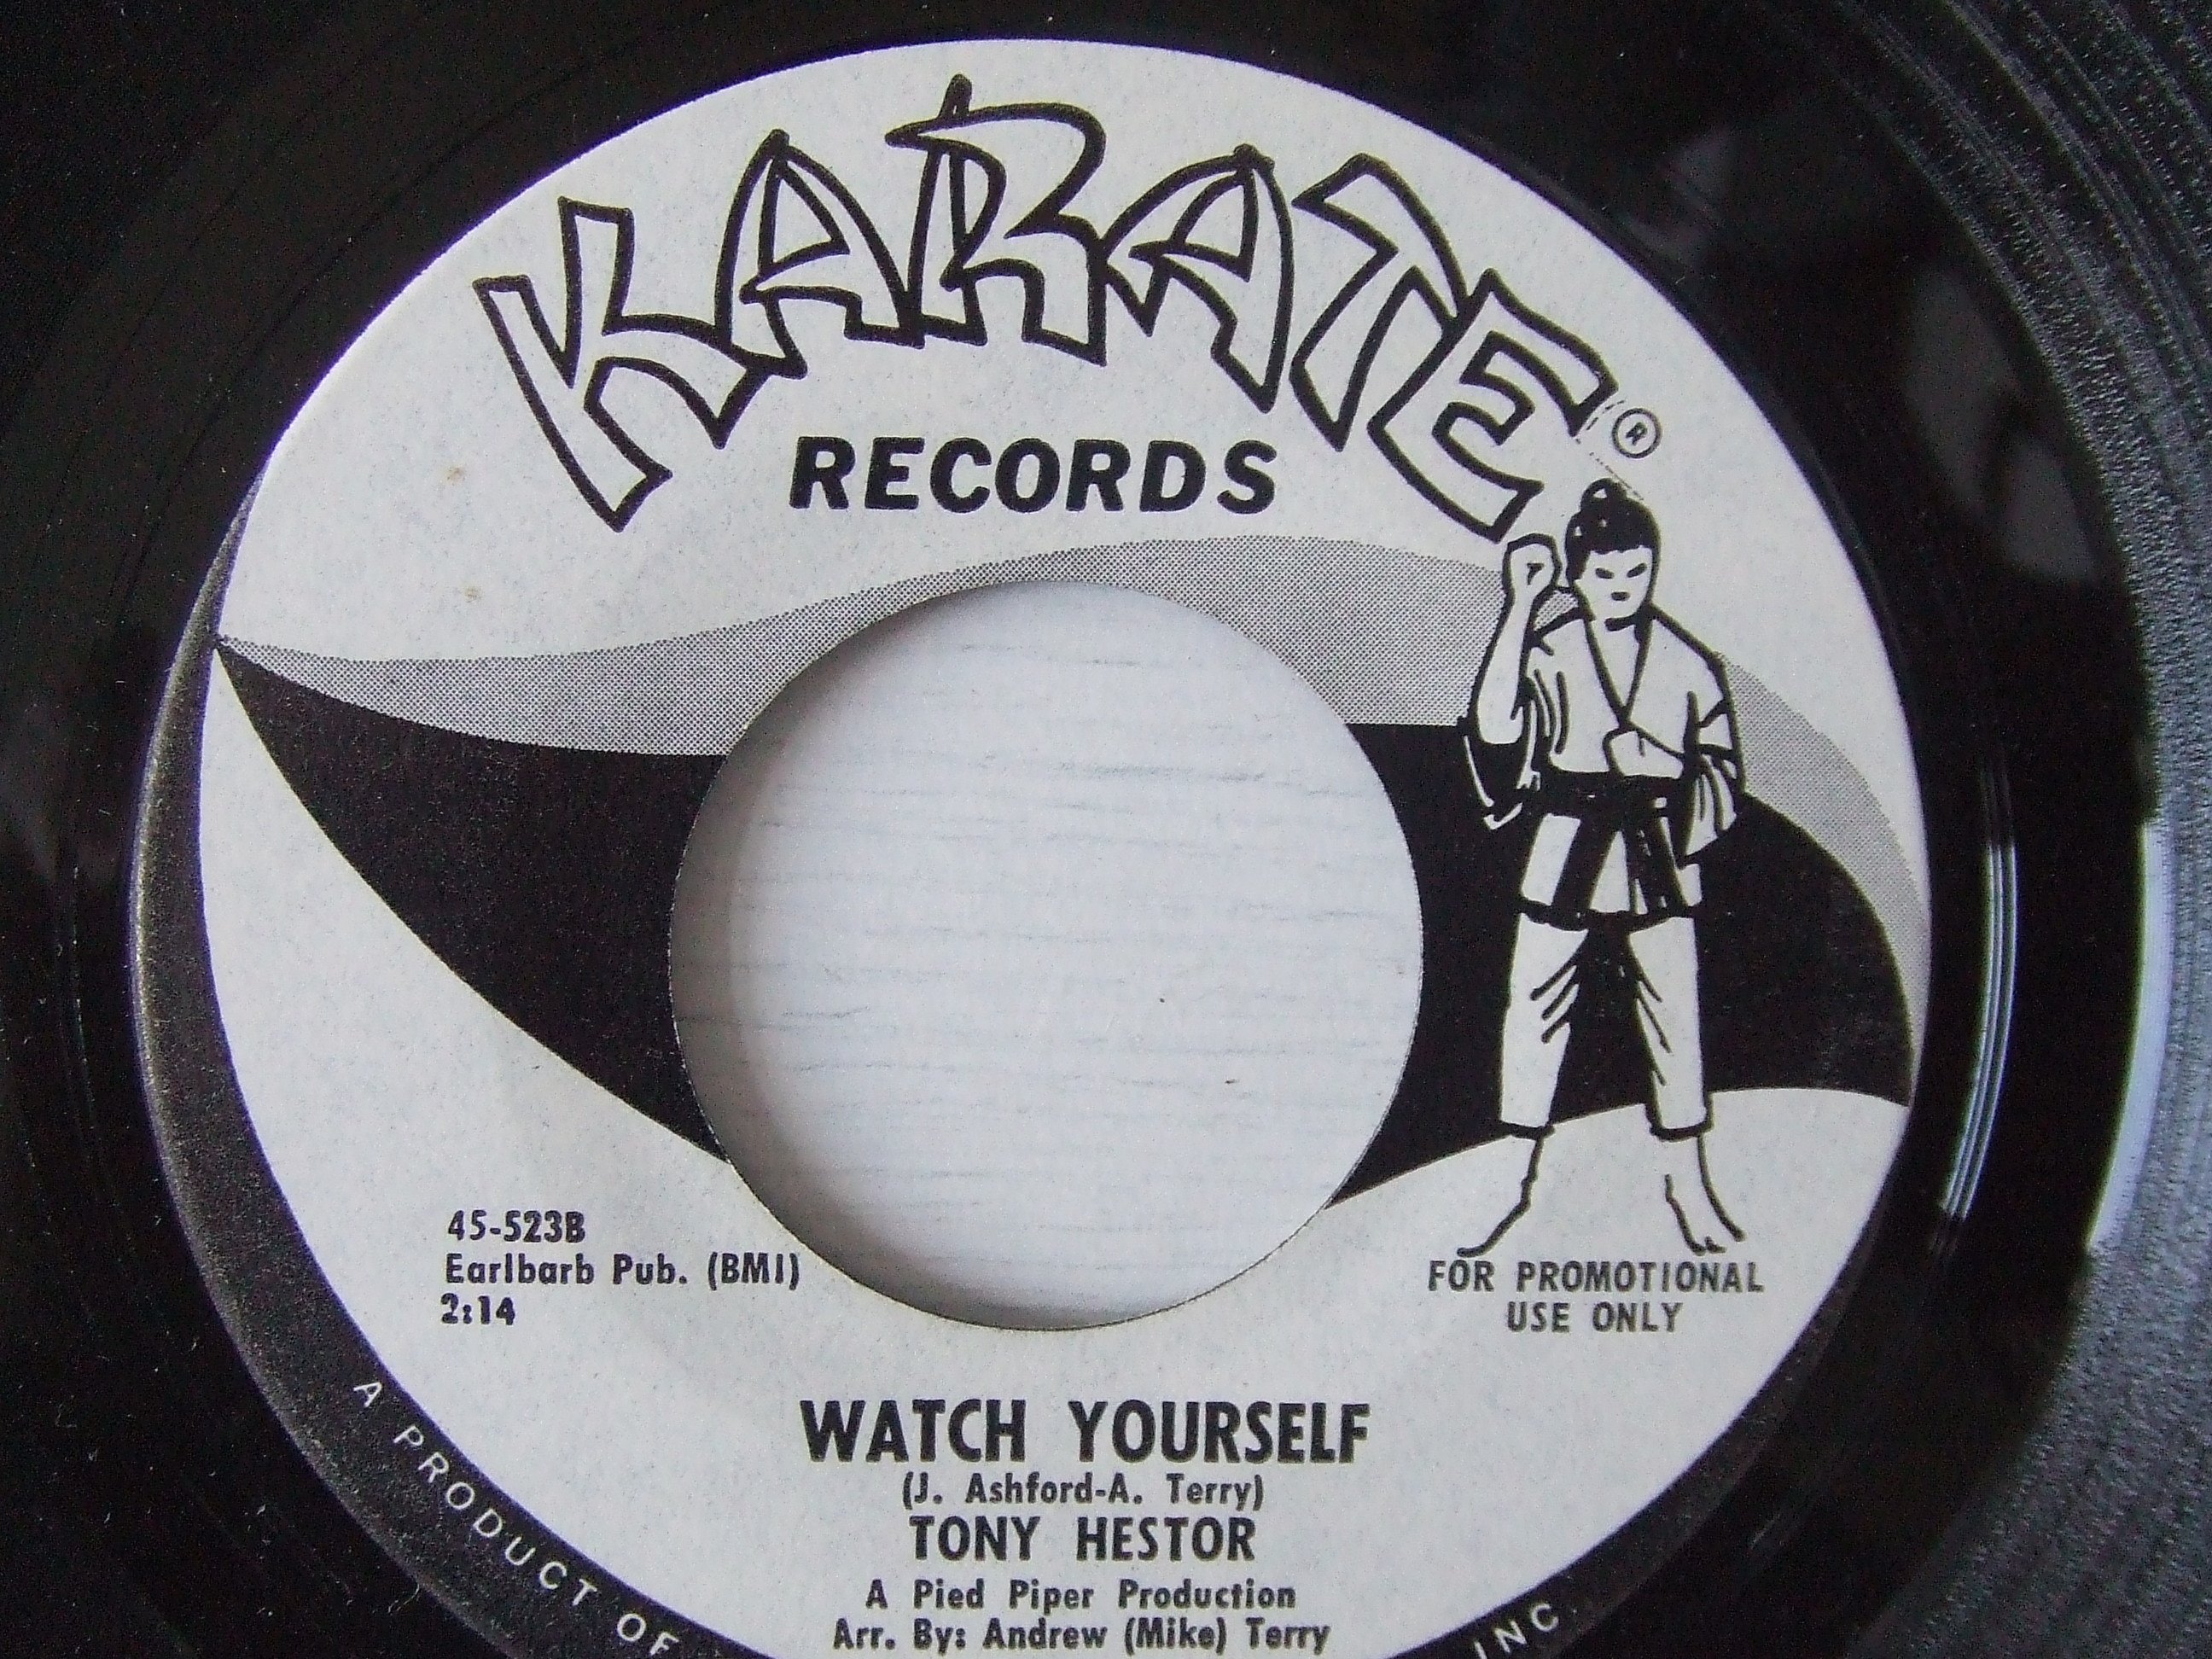 KARATE
®
RECORDS
45-523B
Earlbarb Pub. (BMI)
2:14
FOR PROMOTIONAL
USE ONLY
WATCH YOURSELF
(J. Ashford-A. Terry)
TONY HESTOR
A Pied Piper Production
Arr. By: Andrew (Mike) Terry
A PRODUCT OF
INC.